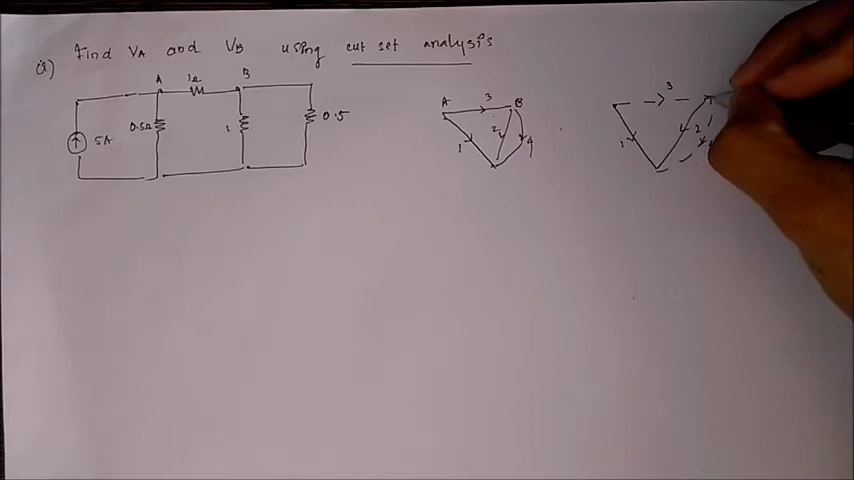 Q) Find VA and VB using cut set analysis
A 1Ω B
5A 0.5Ω 1 0.5
A 3 B
1 2 4
3
1 2